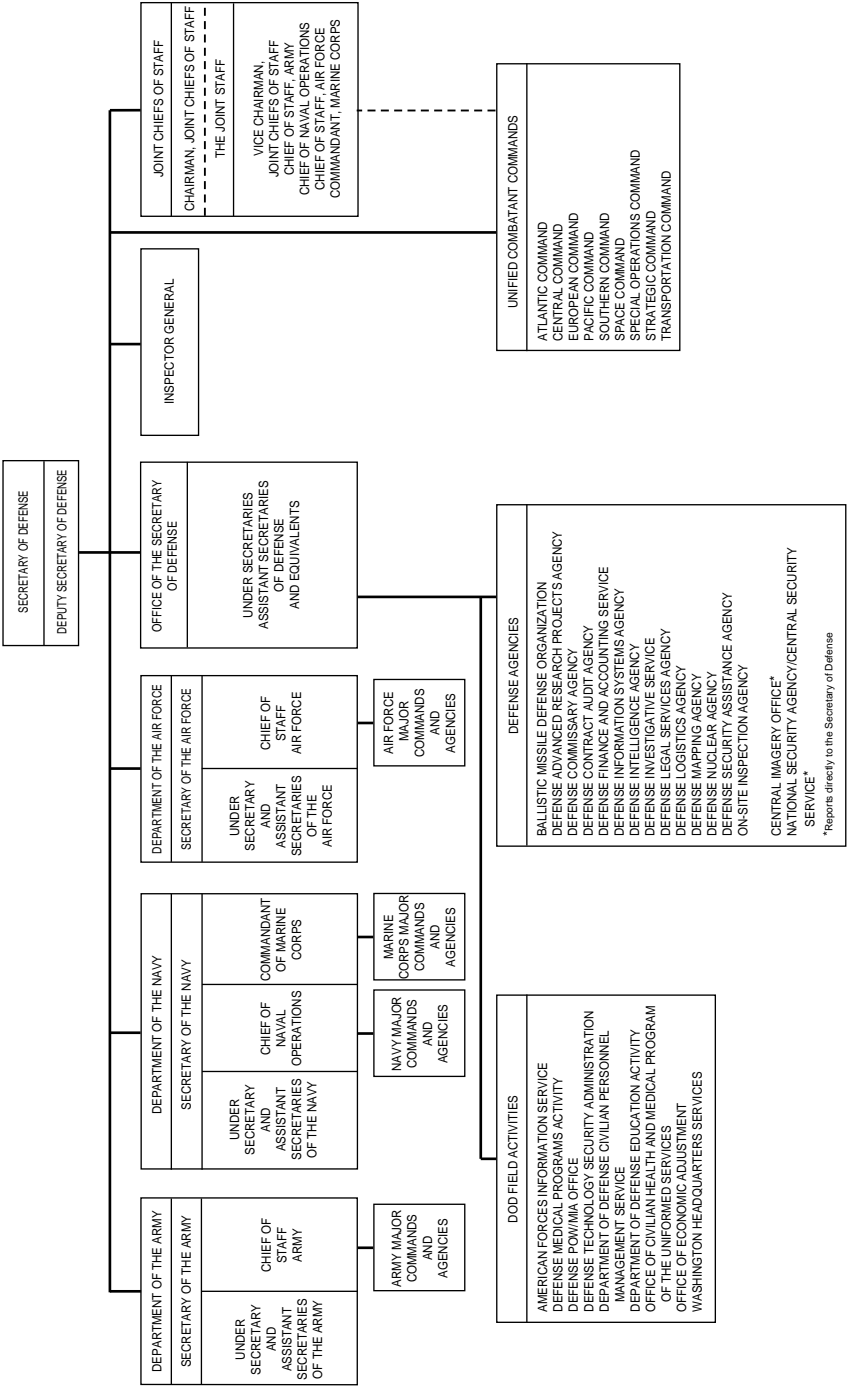 SECRETARY OF DEFENSE
DEPUTY SECRETARY OF DEFENSE
DEPARTMENT OF THE ARMY
SECRETARY OF THE ARMY
UNDER
SECRETARY
AND
ASSISTANT
SECRETARIES
OF THE ARMY
CHIEF OF
STAFF
ARMY
ARMY MAJOR
COMMANDS
AND
AGENCIES
DEPARTMENT OF THE NAVY
SECRETARY OF THE NAVY
UNDER
SECRETARY
AND
ASSISTANT
SECRETARIES
OF THE NAVY
CHIEF OF
NAVAL
OPERATIONS
COMMANDANT
OF MARINE
CORPS
NAVY MAJOR
COMMANDS
AND
AGENCIES
MARINE
CORPS MAJOR
COMMANDS
AND
AGENCIES
DEPARTMENT OF THE AIR FORCE
SECRETARY OF THE AIR FORCE
UNDER
SECRETARY
AND
ASSISTANT
SECRETARIES
OF THE
AIR FORCE
CHIEF OF
STAFF
AIR FORCE
AIR FORCE
MAJOR
COMMANDS
AND
AGENCIES
OFFICE OF THE SECRETARY
OF DEFENSE
UNDER SECRETARIES
ASSISTANT SECRETARIES
OF DEFENSE
AND EQUIVALENTS
INSPECTOR GENERAL
JOINT CHIEFS OF STAFF
CHAIRMAN, JOINT CHIEFS OF STAFF
THE JOINT STAFF
VICE CHAIRMAN,
JOINT CHIEFS OF STAFF
CHIEF OF STAFF, ARMY
CHIEF OF NAVAL OPERATIONS
CHIEF OF STAFF, AIR FORCE
COMMANDANT, MARINE CORPS
DOD FIELD ACTIVITIES
AMERICAN FORCES INFORMATION SERVICE
DEFENSE MEDICAL PROGRAMS ACTIVITY
DEFENSE POW/MIA OFFICE
DEFENSE TECHNOLOGY SECURITY ADMINISTRATION
DEPARTMENT OF DEFENSE CIVILIAN PERSONNEL
MANAGEMENT SERVICE
DEPARTMENT OF DEFENSE EDUCATION ACTIVITY
OFFICE OF CIVILIAN HEALTH AND MEDICAL PROGRAM
OF THE UNIFORMED SERVICES
OFFICE OF ECONOMIC ADJUSTMENT
WASHINGTON HEADQUARTERS SERVICES
DEFENSE AGENCIES
BALLISTIC MISSILE DEFENSE ORGANIZATION
DEFENSE ADVANCED RESEARCH PROJECTS AGENCY
DEFENSE COMMISSARY AGENCY
DEFENSE CONTRACT AUDIT AGENCY
DEFENSE FINANCE AND ACCOUNTING SERVICE
DEFENSE INFORMATION SYSTEMS AGENCY
DEFENSE INTELLIGENCE AGENCY
DEFENSE INVESTIGATIVE SERVICE
DEFENSE LEGAL SERVICES AGENCY
DEFENSE LOGISTICS AGENCY
DEFENSE MAPPING AGENCY
DEFENSE NUCLEAR AGENCY
DEFENSE SECURITY ASSISTANCE AGENCY
ON-SITE INSPECTION AGENCY
CENTRAL IMAGERY OFFICE*
NATIONAL SECURITY AGENCY/CENTRAL SECURITY
SERVICE*
*Reports directly to the Secretary of Defense
UNIFIED COMBATANT COMMANDS
ATLANTIC COMMAND
CENTRAL COMMAND
EUROPEAN COMMAND
PACIFIC COMMAND
SOUTHERN COMMAND
SPACE COMMAND
SPECIAL OPERATIONS COMMAND
STRATEGIC COMMAND
TRANSPORTATION COMMAND